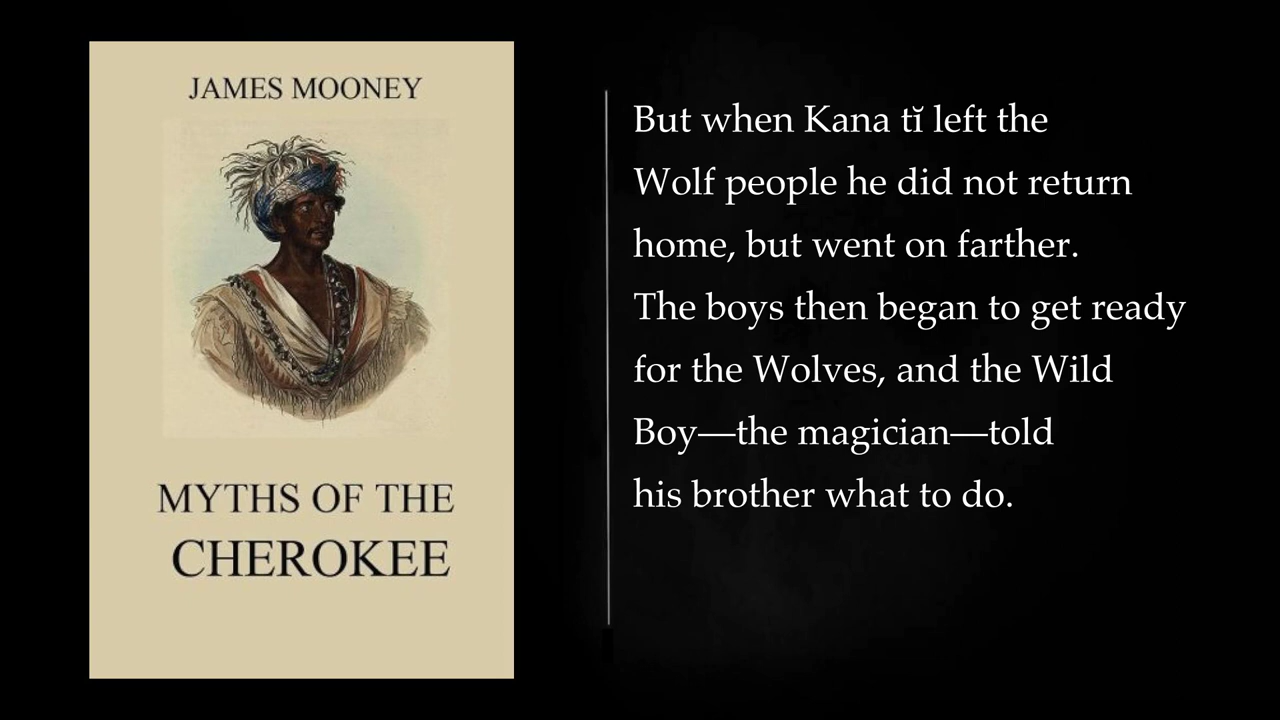 JAMES MOONEY
MYTHS OF THE
CHEROKEE
But when Kana tĭ left the
Wolf people he did not return
home, but went on farther.
The boys then began to get ready
for the Wolves, and the Wild
Boy—the magician—told
his brother what to do.